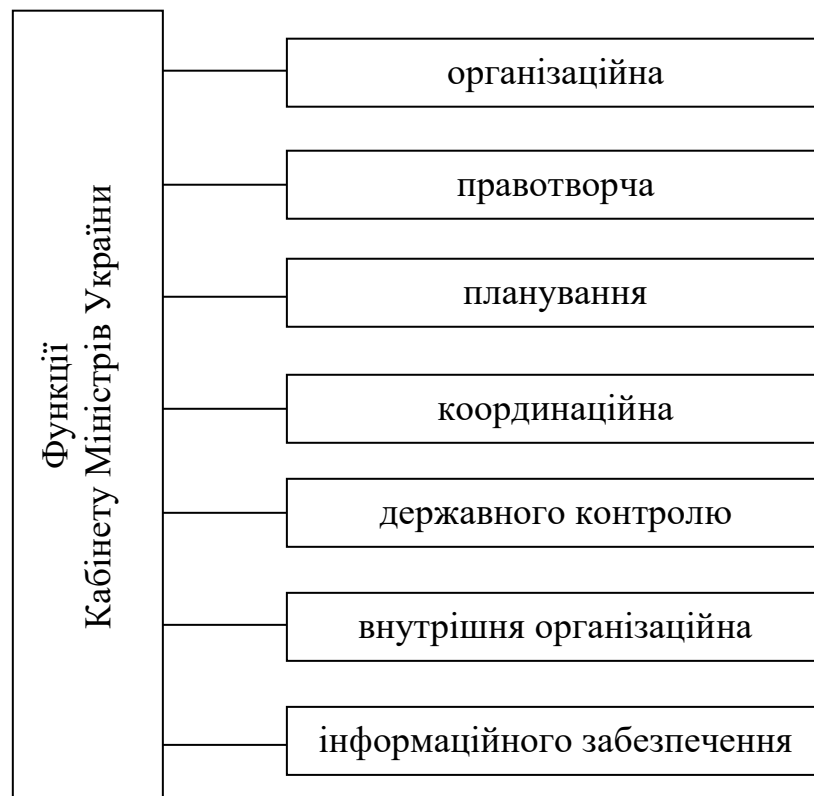 Функції
Кабінету Міністрів України
організаційна
правотворча
планування
координаційна
державного контролю
внутрішня організаційна
інформаційного забезпечення